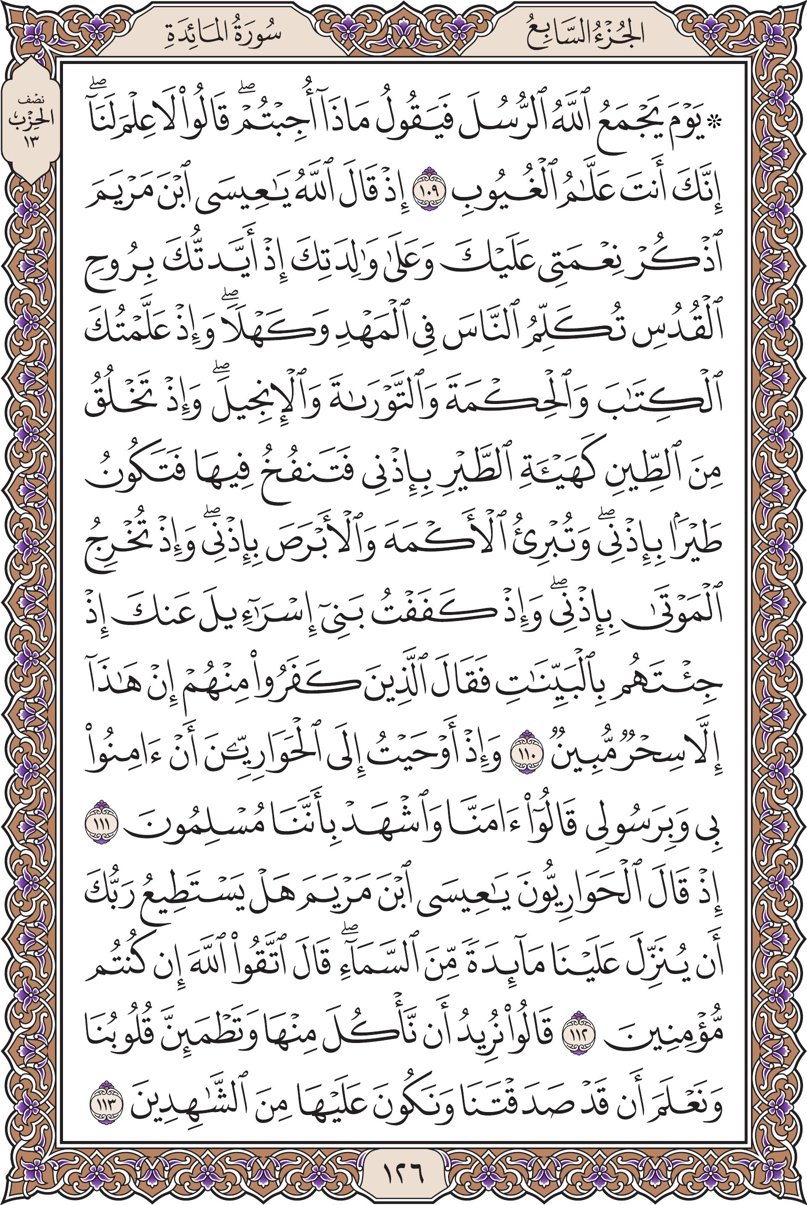 الجُزْءُ السَّابِعُ
سُورَةُ المَائِدَةِ
نصْف
الحِزْب
١٣
۞ يَوْمَ يَجْمَعُ ٱللَّهُ ٱلرُّسُلَ فَيَقُولُ مَاذَآ أُجِبْتُمْۖ قَالُوا۟ لَا عِلْمَ لَنَآۖ
إِنَّكَ أَنتَ عَلَّٰمُ ٱلْغُيُوبِ ١٠٩ إِذْ قَالَ ٱللَّهُ يَٰعِيسَى ٱبْنَ مَرْيَمَ
ٱذْكُرْ نِعْمَتِى عَلَيْكَ وَعَلَىٰ وَٰلِدَتِكَ إِذْ أَيَّدتُّكَ بِرُوحِ
ٱلْقُدُسِ تُكَلِّمُ ٱلنَّاسَ فِى ٱلْمَهْدِ وَكَهْلًاۖ وَإِذْ عَلَّمْتُكَ
ٱلْكِتَٰبَ وَٱلْحِكْمَةَ وَٱلتَّوْرَىٰةَ وَٱلْإِنجِيلَۖ وَإِذْ تَخْلُقُ
مِنَ ٱلطِّينِ كَهَيْـَٔةِ ٱلطَّيْرِ بِإِذْنِى فَتَنفُخُ فِيهَا فَتَكُونُ
طَيْرًۢا بِإِذْنِىۖ وَتُبْرِئُ ٱلْأَكْمَهَ وَٱلْأَبْرَصَ بِإِذْنِىۖ وَإِذْ تُخْرِجُ
ٱلْمَوْتَىٰ بِإِذْنِىۖ وَإِذْ كَفَفْتُ بَنِىٓ إِسْرَٰٓءِيلَ عَنكَ إِذْ
جِئْتَهُم بِٱلْبَيِّنَٰتِ فَقَالَ ٱلَّذِينَ كَفَرُوا۟ مِنْهُمْ إِنْ هَٰذَآ
إِلَّا سِحْرٌ مُّبِينٌ ١١٠ وَإِذْ أَوْحَيْتُ إِلَى ٱلْحَوَارِيِّـۧنَ أَنْ ءَامِنُوا۟
بِى وَبِرَسُولِى قَالُوٓا۟ ءَامَنَّا وَٱشْهَدْ بِأَنَّنَا مُسْلِمُونَ ١١١
إِذْ قَالَ ٱلْحَوَارِيُّونَ يَٰعِيسَى ٱبْنَ مَرْيَمَ هَلْ يَسْتَطِيعُ رَبُّكَ
أَن يُنَزِّلَ عَلَيْنَا مَآئِدَةً مِّنَ ٱلسَّمَآءِۖ قَالَ ٱتَّقُوا۟ ٱللَّهَ إِن كُنتُم
مُّؤْمِنِينَ ١١٢ قَالُوا۟ نُرِيدُ أَن نَّأْكُلَ مِنْهَا وَتَطْمَئِنَّ قُلُوبُنَا
وَنَعْلَمَ أَن قَدْ صَدَقْتَنَا وَنَكُونَ عَلَيْهَا مِنَ ٱلشَّٰهِدِينَ ١١٣
١٢٦